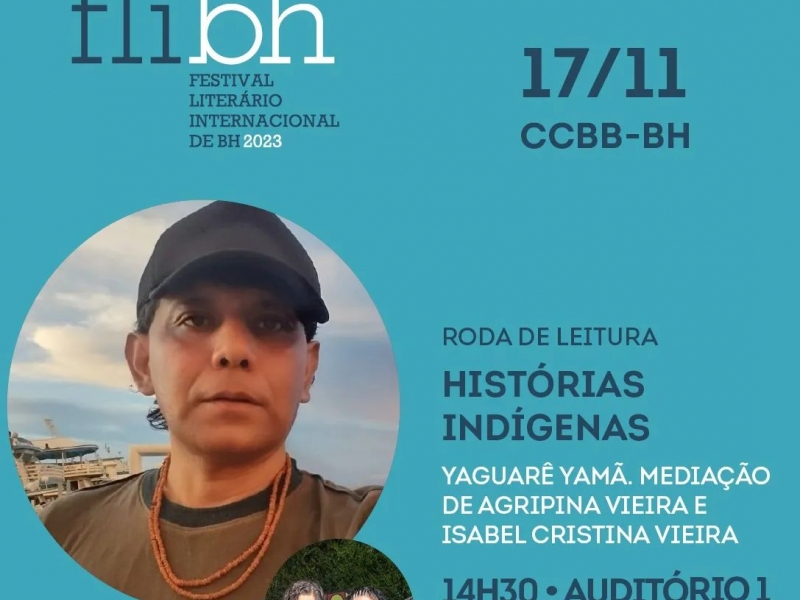 flibh
FESTIVAL
LITERÁRIO
INTERNACIONAL
DE BH 2023
17/11
CCBB-BH
RODA DE LEITURA
HISTÓRIAS
INDÍGENAS
YAGUARÊ YAMÃ. MEDIAÇÃO
DE AGRIPINA VIEIRA E
ISABEL CRISTINA VIEIRA
14H30 • AUDITÓRIO 1